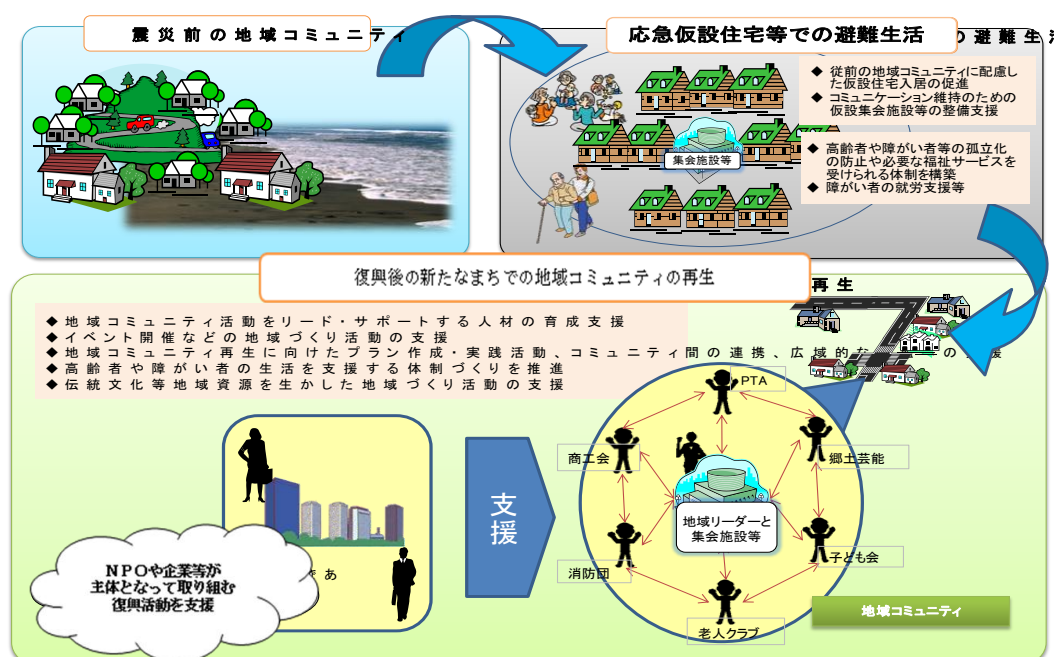 震災前の地域コミュニティ
応急仮設住宅等での避難生活
の避難生
◆ 従前の地域コミュニティに配慮し
た仮設住宅入居の促進
◆ コミュニケーション維持のための
仮設集会施設等の整備支援
◆ 高齢者や障がい者等の孤立化
の防止や必要な福祉サービスを
受けられる体制を構築
◆ 障がい者の就労支援等
集会施設等
復興後の新たなまちでの地域コミュニティの再生
再生
◆地域コミュニティ活動をリード・サポートする人材の育成支援
◆イベント開催などの地域づくり活動の支援
◆地域コミュニティ再生に向けたプラン作成・実践活動、コミュニティ間の連携、広域的な の 援
◆高齢者や障がい者の生活を支援する体制づくりを推進
◆伝統文化等地域資源を生かした地域づくり活動の支援
PTA
商工会
郷土芸能
支援
地域リーダーと
集会施設等
消防団
子ども会
老人クラブ
地域コミュニティ
あ
NPOや企業等が
主体となって取り組む
復興活動を支援